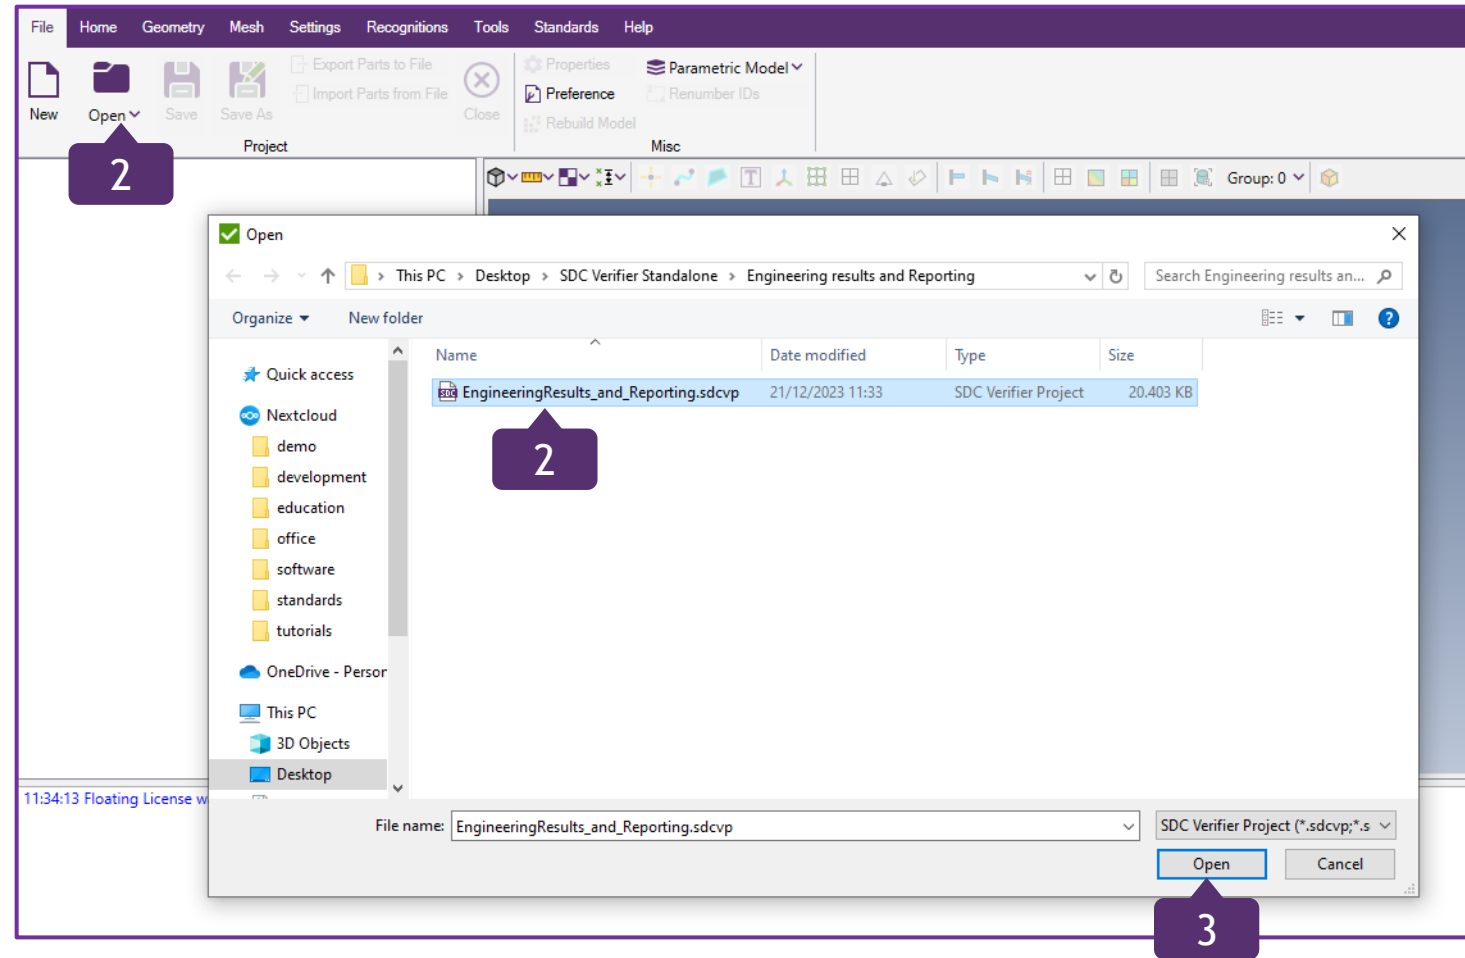 File Home Geometry Mesh Settings Recognitions Tools Standards Help
New
Open
Save
Save As
Export Parts to File
Import Parts from File
Close
Project
Properties
Preference
Rebuild Model
Parametric Model
Renumber IDs
Misc
2
T
Group: 0
Open
This PC > Desktop > SDC Verifier Standalone > Engineering results and Reporting
Search Engineering results an...
Organize
New folder
?
Name Date modified Type Size
EngineeringResults_and_Reporting.sdcvp 21/12/2023 11:33 SDC Verifier Project 20.403 KB
2
Quick access
Nextcloud
demo
development
education
office
software
standards
tutorials
OneDrive - Person
This PC
3D Objects
Desktop
11:34:13 Floating License w
File name: EngineeringResults_and_Reporting.sdcvp
SDC Verifier Project (*.sdcvp;*.s
Open Cancel
3